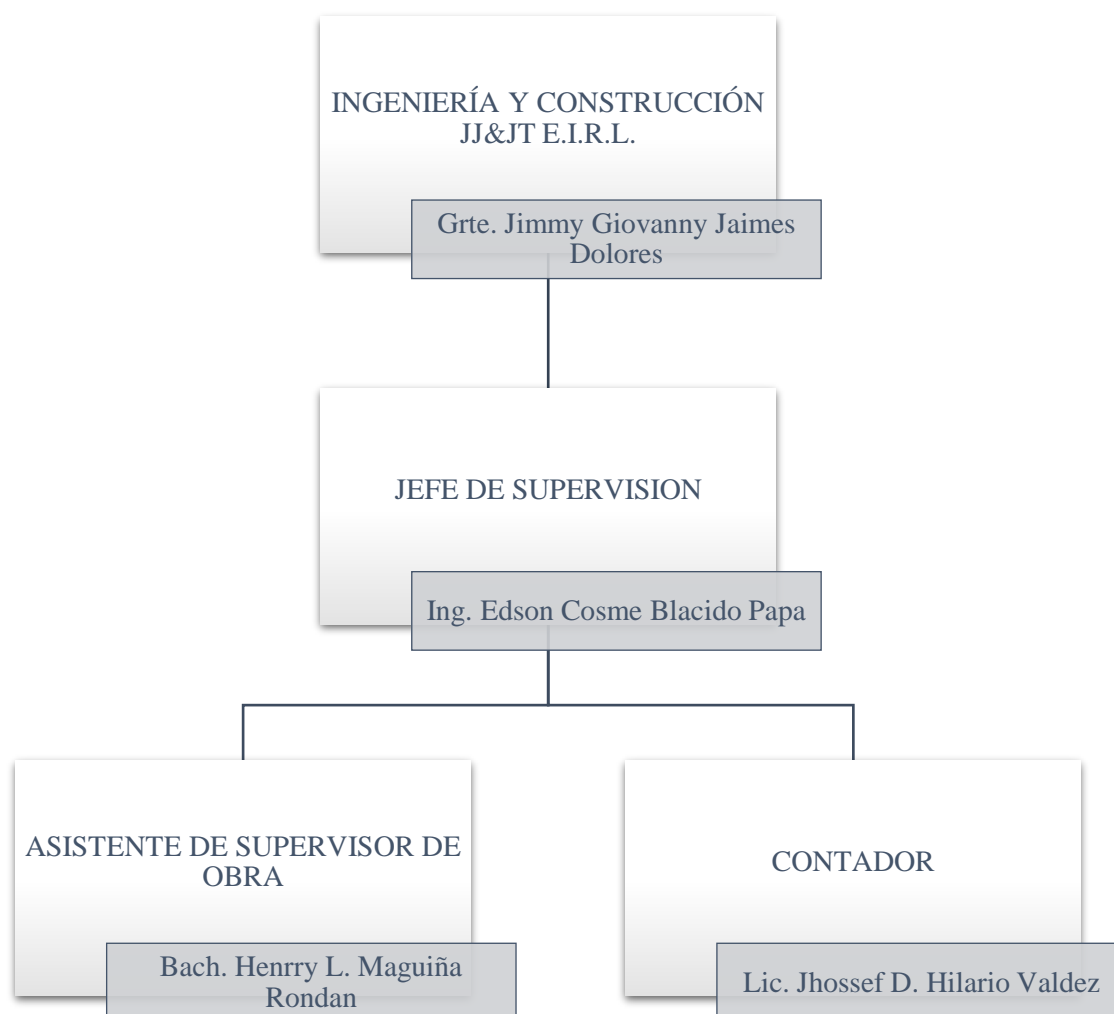 INGENIERÍA Y CONSTRUCCIÓN
JJ&JT E.I.R.L.
Grte. Jimmy Giovanny Jaimes
Dolores
JEFE DE SUPERVISION
Ing. Edson Cosme Blacido Papa
ASISTENTE DE SUPERVISOR DE
OBRA
Bach. Henrry L. Maguiña
Rondan
CONTADOR
Lic. Jhossef D. Hilario Valdez